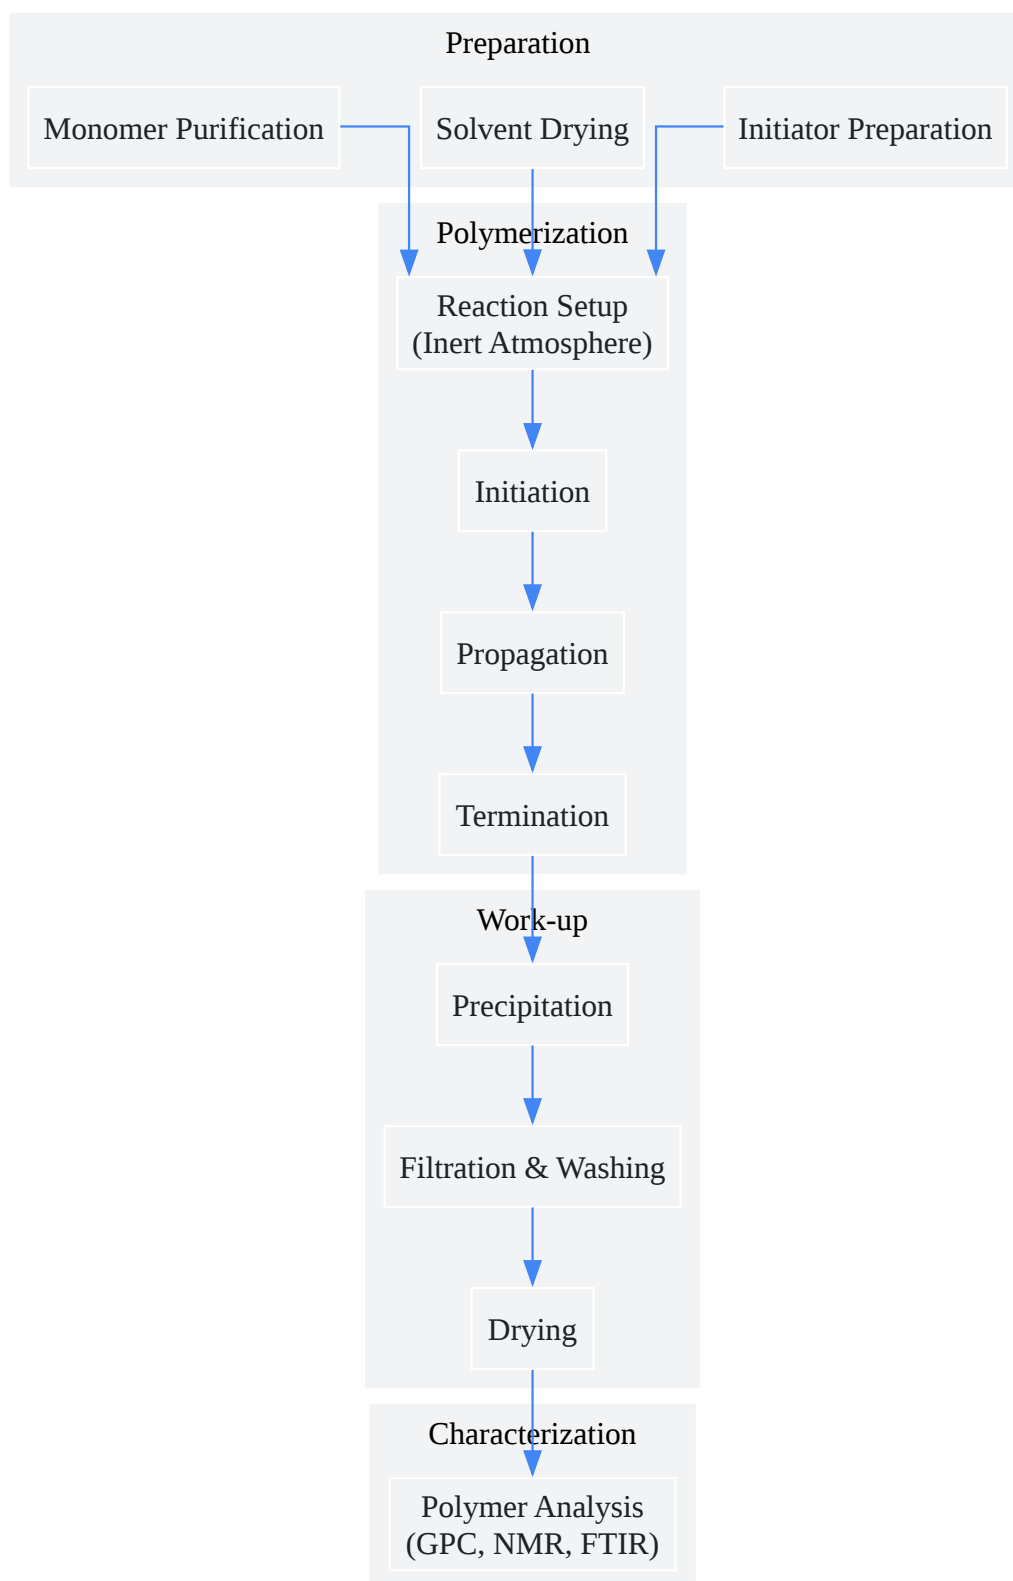 Preparation
Monomer Purification
Solvent Drying
Initiator Preparation
Polymerization
Reaction Setup
(Inert Atmosphere)
Initiation
Propagation
Termination
Work-up
Precipitation
Filtration & Washing
Drying
Characterization
Polymer Analysis
(GPC, NMR, FTIR)